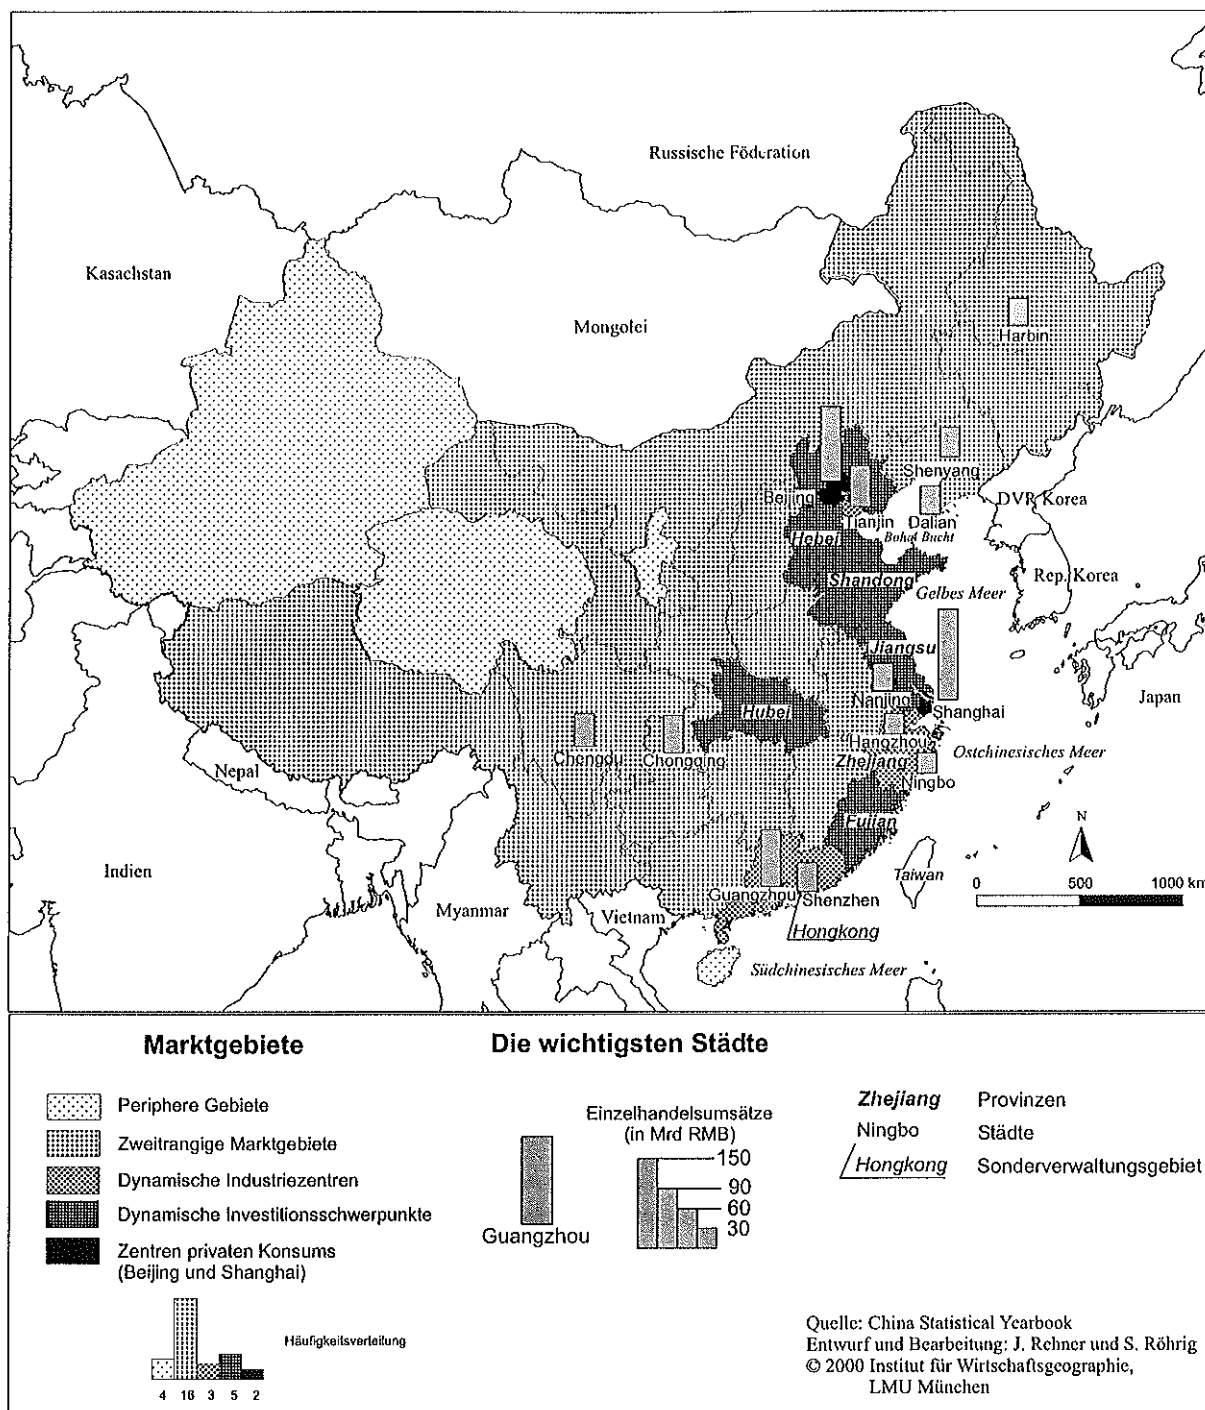 Russische Föderation
Kasachstan
Mongolei
Harbin
Shenyang
Beijing
Tianjin
Dalian
DVR Korea
Bohai Bucht
Hebei
Shandong
Rep. Korea
Gelbes Meer
Jiangsu
Nanjing
Shanghai
Japan
Hubei
Hangzhou
Ostchinesisches Meer
Chengdu
Chongqing
Zhejiang
Nepal
Ningbo
Fujian
N
Indien
Taiwan
0 500 1000 km
Guangzhou
Shenzhen
Myanmar
Vietnam
Hongkong
Südchinesisches Meer
Marktgebiete
Periphere Gebiete
Zweitrangige Marktgebiete
Dynamische Industriezentren
Dynamische Investitionsschwerpunkte
Zentren privaten Konsums
(Beijing und Shanghai)
Häufigkeitsverteilung
4 16 3 5 2
Die wichtigsten Städte
Einzelhandelsumsätze
(in Mrd RMB)
150
90
60
30
Guangzhou
Zhejiang Provinzen
Ningbo Städte
Hongkong Sonderverwaltungsgebiet
Quelle: China Statistical Yearbook
Entwurf und Bearbeitung: J. Rehner und S. Röhrig
© 2000 Institut für Wirtschaftsgeographie,
LMU München